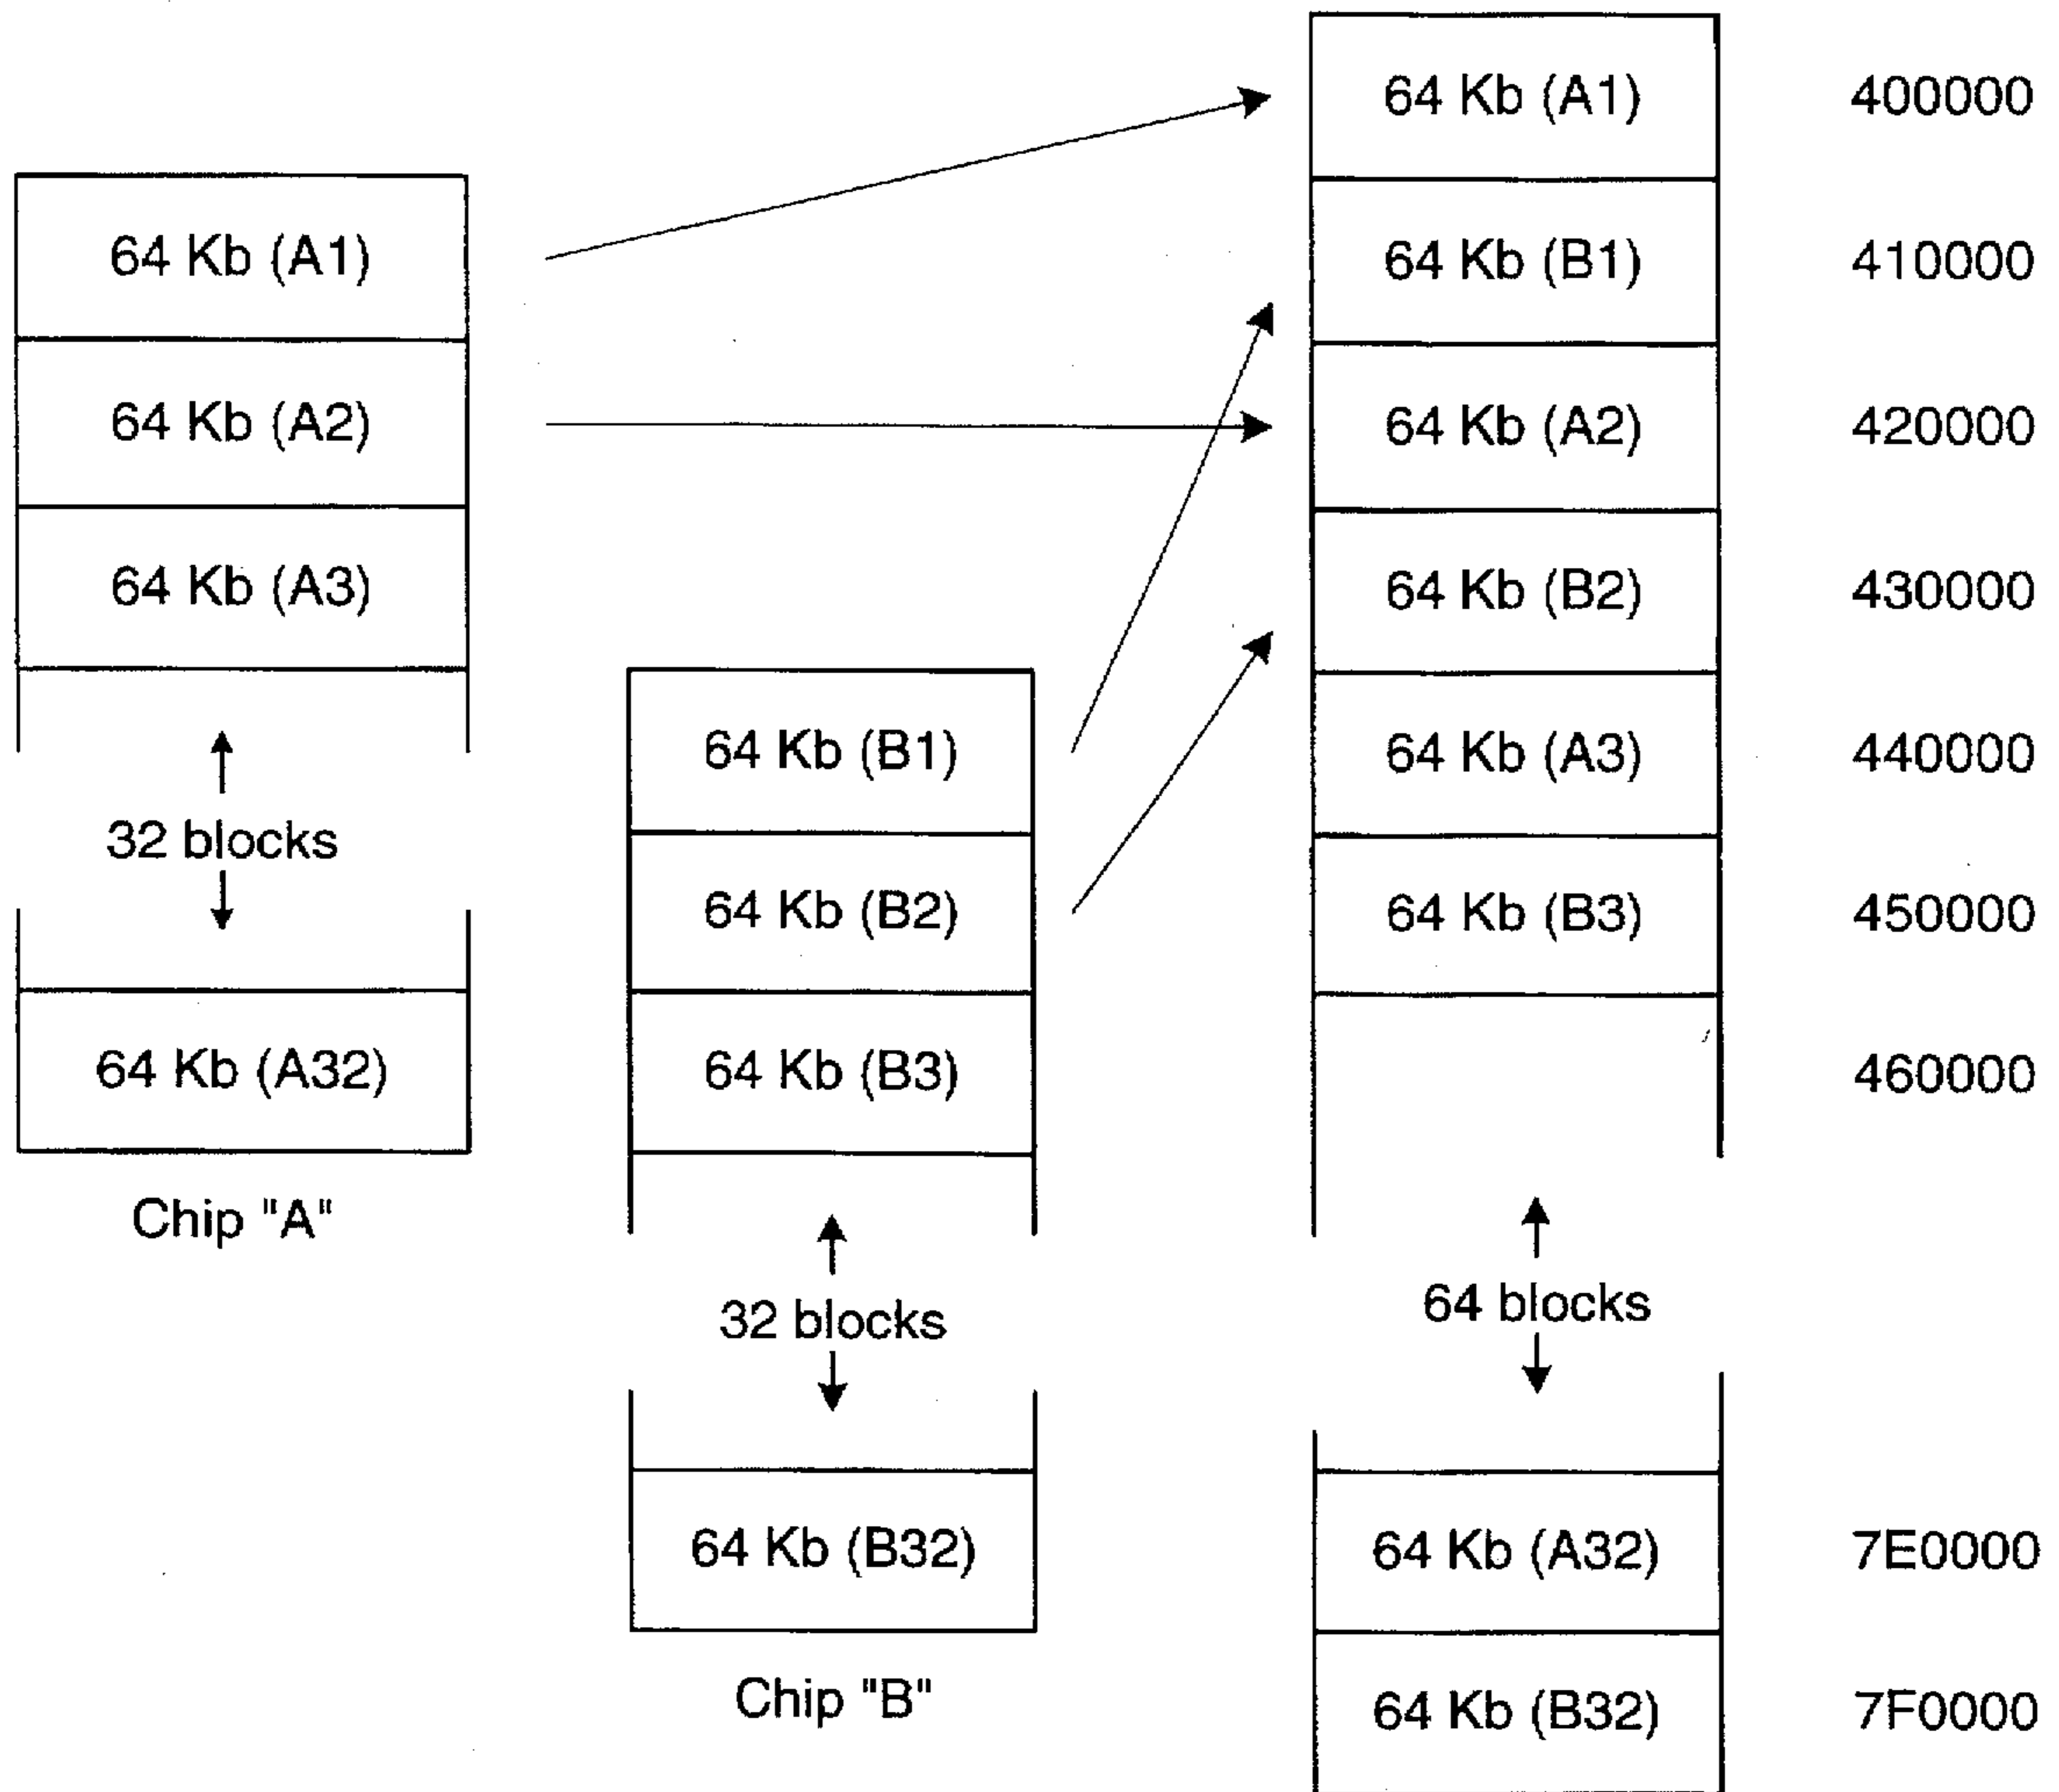 64 Kb (A1)
64 Kb (A2)
64 Kb (A3)
32 blocks
64 Kb (A32)
Chip "A"
64 Kb (B1)
64 Kb (B2)
64 Kb (B3)
32 blocks
64 Kb (B32)
Chip "B"
64 Kb (A1) 400000
64 Kb (B1) 410000
64 Kb (A2) 420000
64 Kb (B2) 430000
64 Kb (A3) 440000
64 Kb (B3) 450000
460000
64 blocks
64 Kb (A32) 7E0000
64 Kb (B32) 7F0000